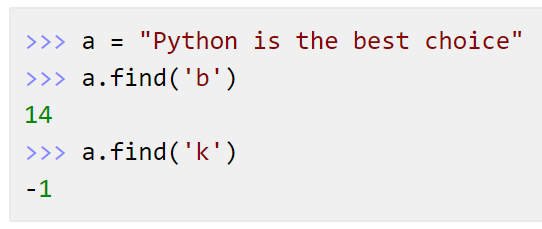 >>> a = "Python is the best choice"
>>> a.find('b')
14
>>> a.find('k')
-1